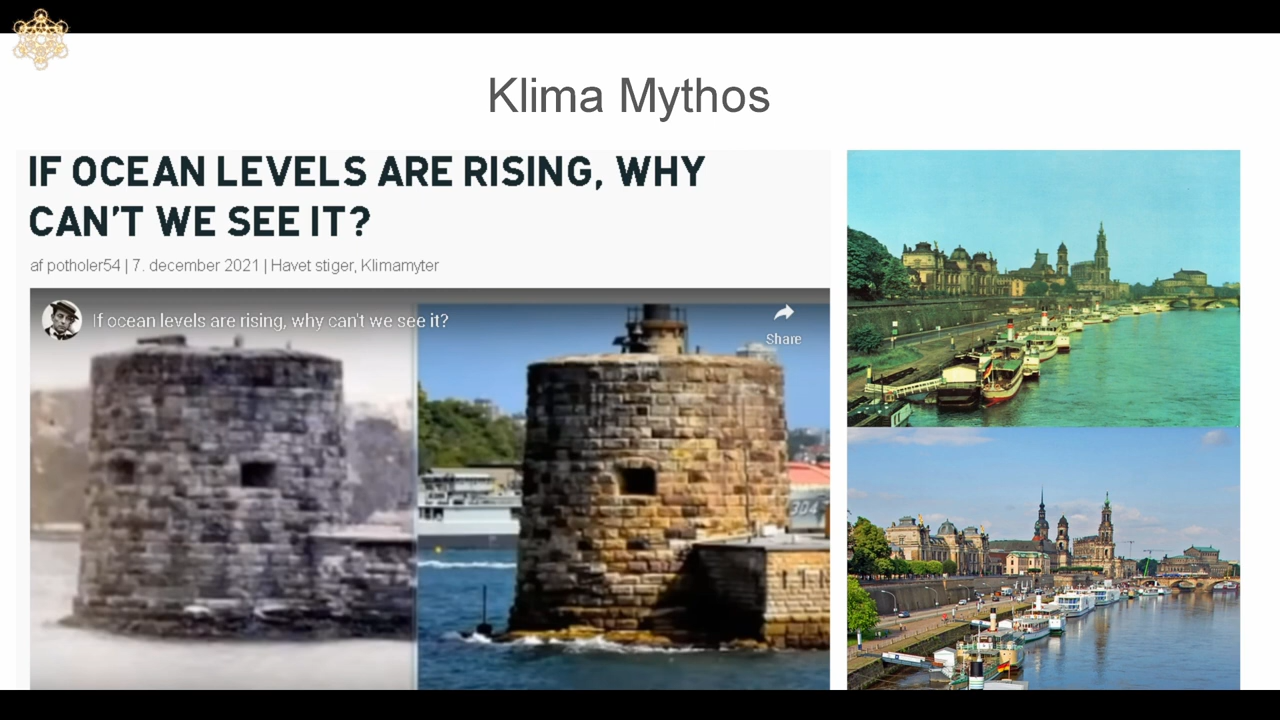 Klima Mythos
IF OCEAN LEVELS ARE RISING, WHY
CAN'T WE SEE IT?
af potholer54 | 7. december 2021 | Havet stiger, Klimamyter
If ocean levels are rising, why can't we see it?
Share
304